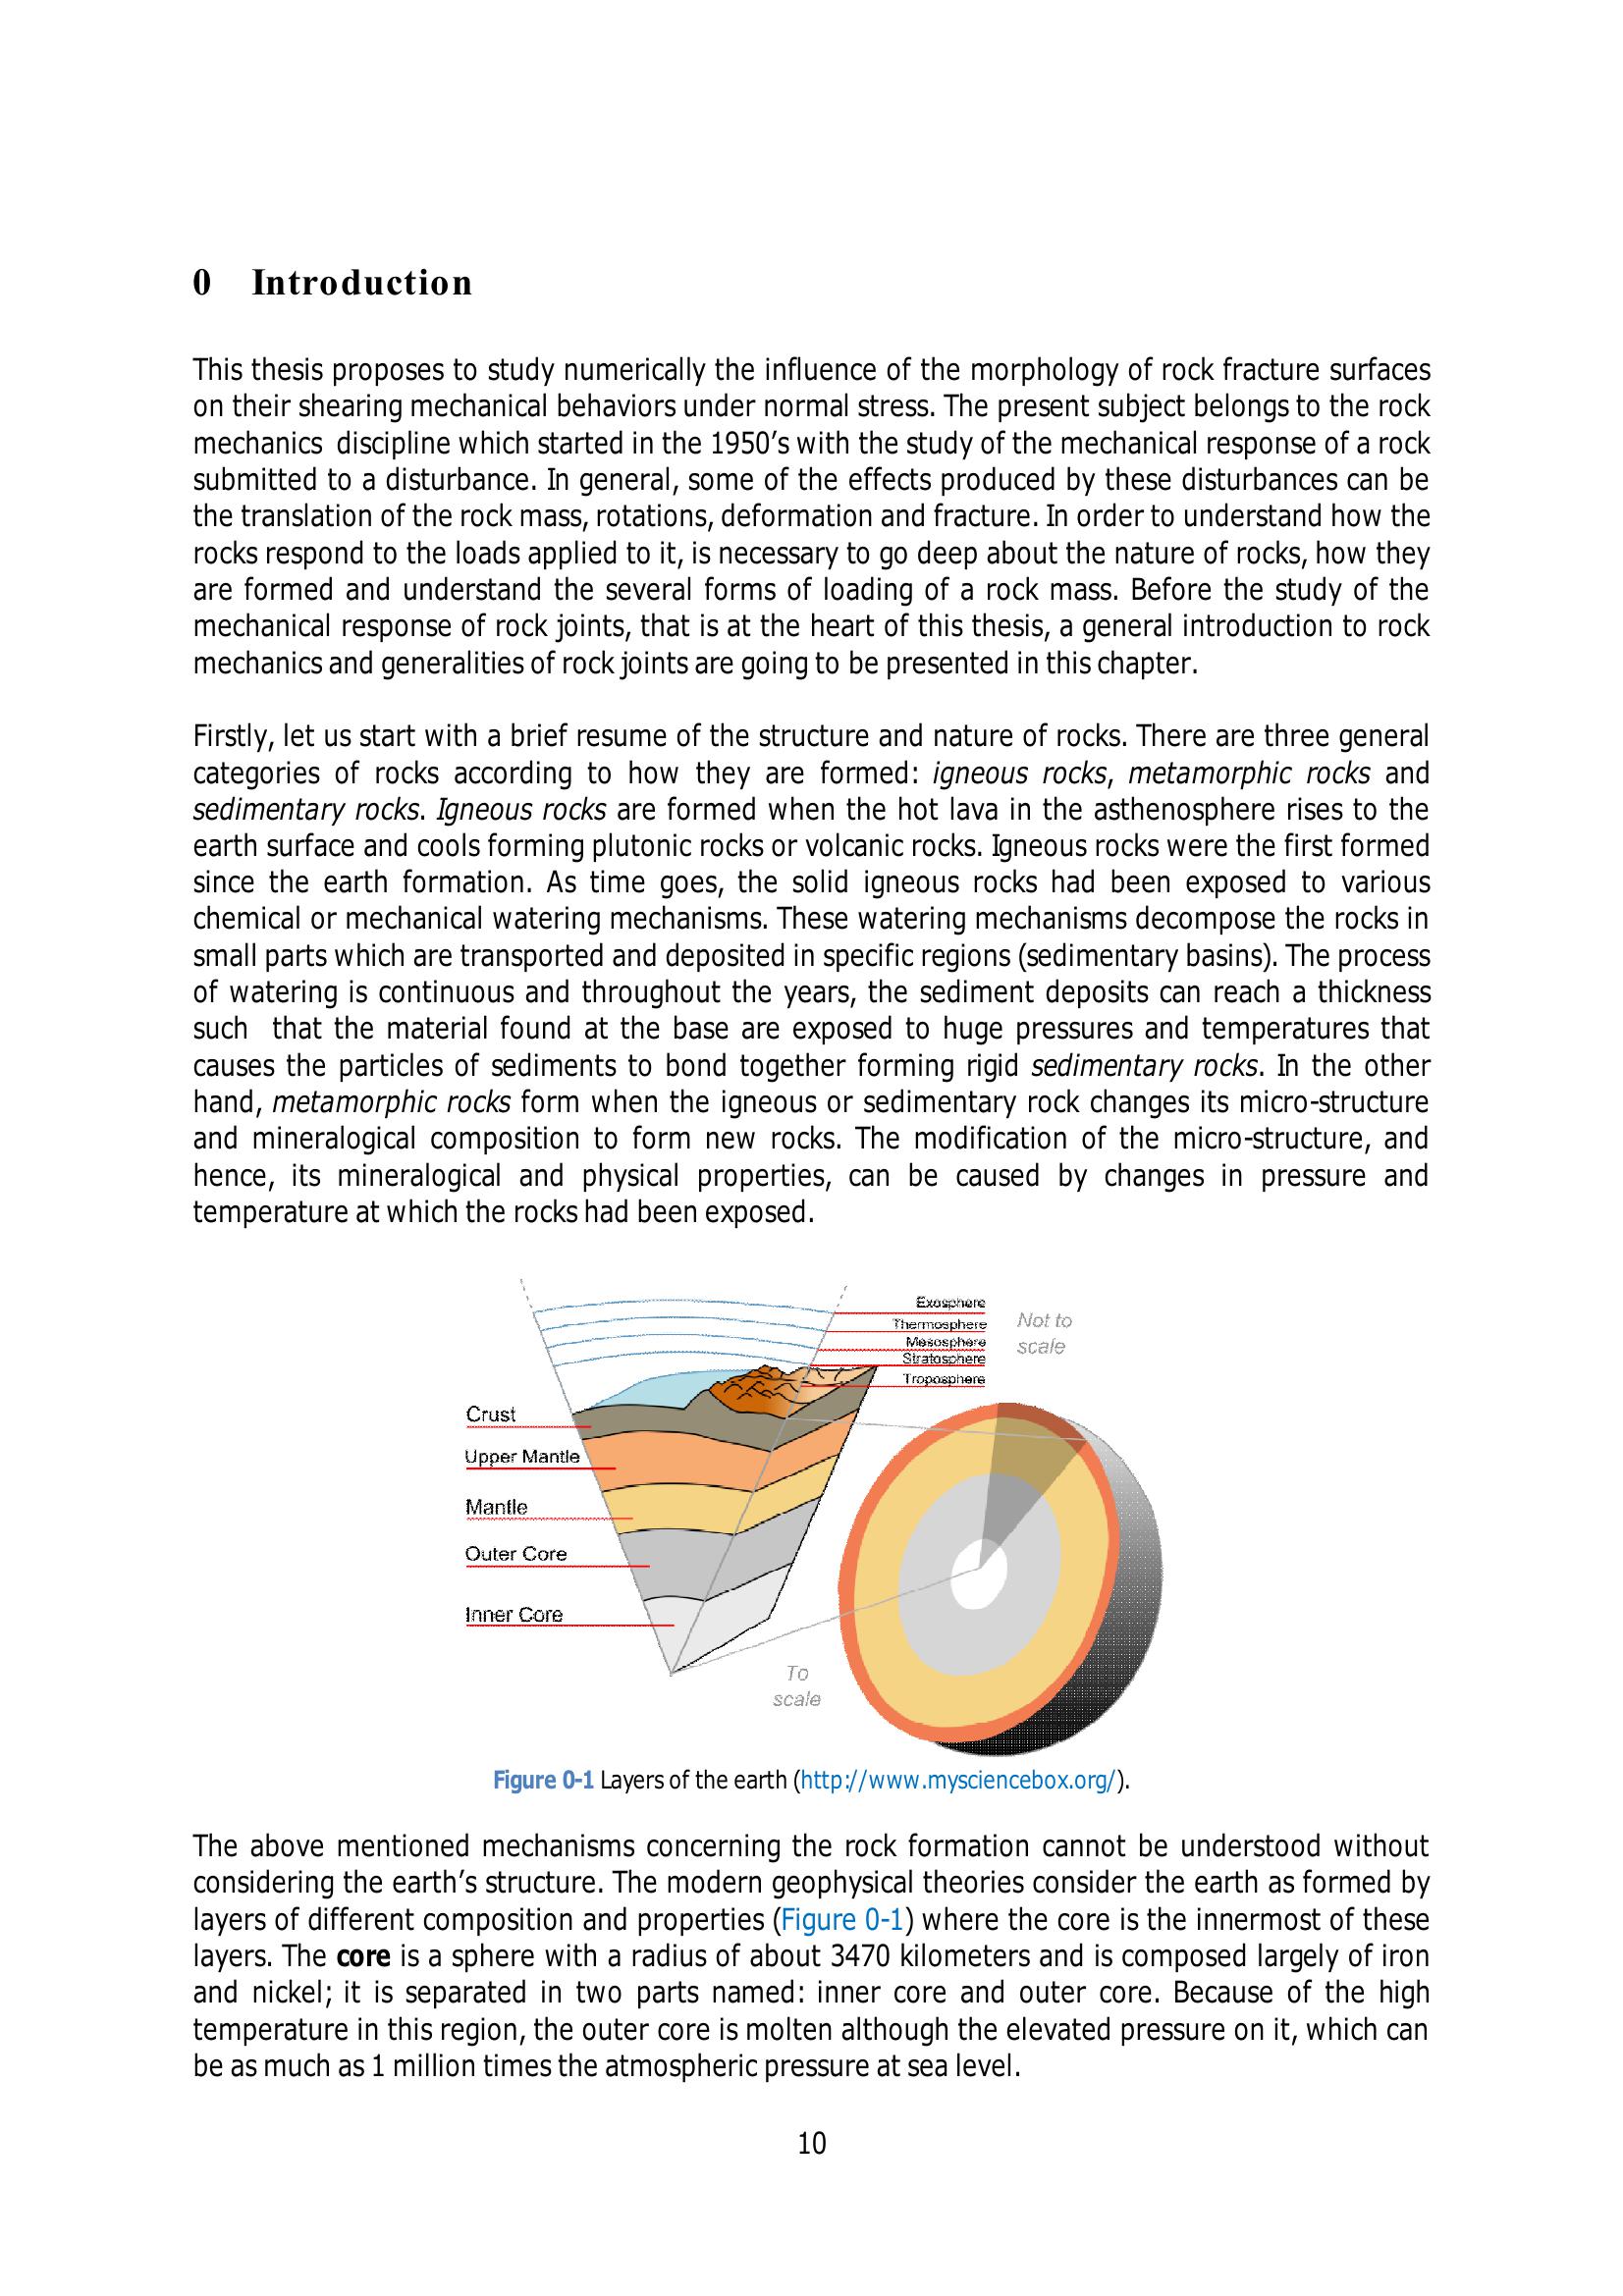 0 Introduction
This thesis proposes to study numerically the influence of the morphology of rock fracture surfaces
on their shearing mechanical behaviors under normal stress. The present subject belongs to the rock
mechanics discipline which started in the 1950’s with the study of the mechanical response of a rock
submitted to a disturbance. In general, some of the effects produced by these disturbances can be
the translation of the rock mass, rotations, deformation and fracture. In order to understand how the
rocks respond to the loads applied to it, is necessary to go deep about the nature of rocks, how they
are formed and understand the several forms of loading of a rock mass. Before the study of the
mechanical response of rock joints, that is at the heart of this thesis, a general introduction to rock
mechanics and generalities of rock joints are going to be presented in this chapter.
Firstly, let us start with a brief resume of the structure and nature of rocks. There are three general
categories of rocks according to how they are formed: igneous rocks, metamorphic rocks and
sedimentary rocks. Igneous rocks are formed when the hot lava in the asthenosphere rises to the
earth surface and cools forming plutonic rocks or volcanic rocks. Igneous rocks were the first formed
since the earth formation. As time goes, the solid igneous rocks had been exposed to various
chemical or mechanical watering mechanisms. These watering mechanisms decompose the rocks in
small parts which are transported and deposited in specific regions (sedimentary basins). The process
of watering is continuous and throughout the years, the sediment deposits can reach a thickness
such that the material found at the base are exposed to huge pressures and temperatures that
causes the particles of sediments to bond together forming rigid sedimentary rocks. In the other
hand, metamorphic rocks form when the igneous or sedimentary rock changes its micro-structure
and mineralogical composition to form new rocks. The modification of the micro-structure, and
hence, its mineralogical and physical properties, can be caused by changes in pressure and
temperature at which the rocks had been exposed.
Exosphere
Thermosphere
Mesosphere
Stratosphere
Troposphere
Not to
scale
Crust
Upper Mantle
Mantle
Outer Core
Inner Core
To
scale
Figure 0-1 Layers of the earth (http://www.mysciencebox.org/).
The above mentioned mechanisms concerning the rock formation cannot be understood without
considering the earth’s structure. The modern geophysical theories consider the earth as formed by
layers of different composition and properties (Figure 0-1) where the core is the innermost of these
layers. The core is a sphere with a radius of about 3470 kilometers and is composed largely of iron
and nickel; it is separated in two parts named: inner core and outer core. Because of the high
temperature in this region, the outer core is molten although the elevated pressure on it, which can
be as much as 1 million times the atmospheric pressure at sea level.
10